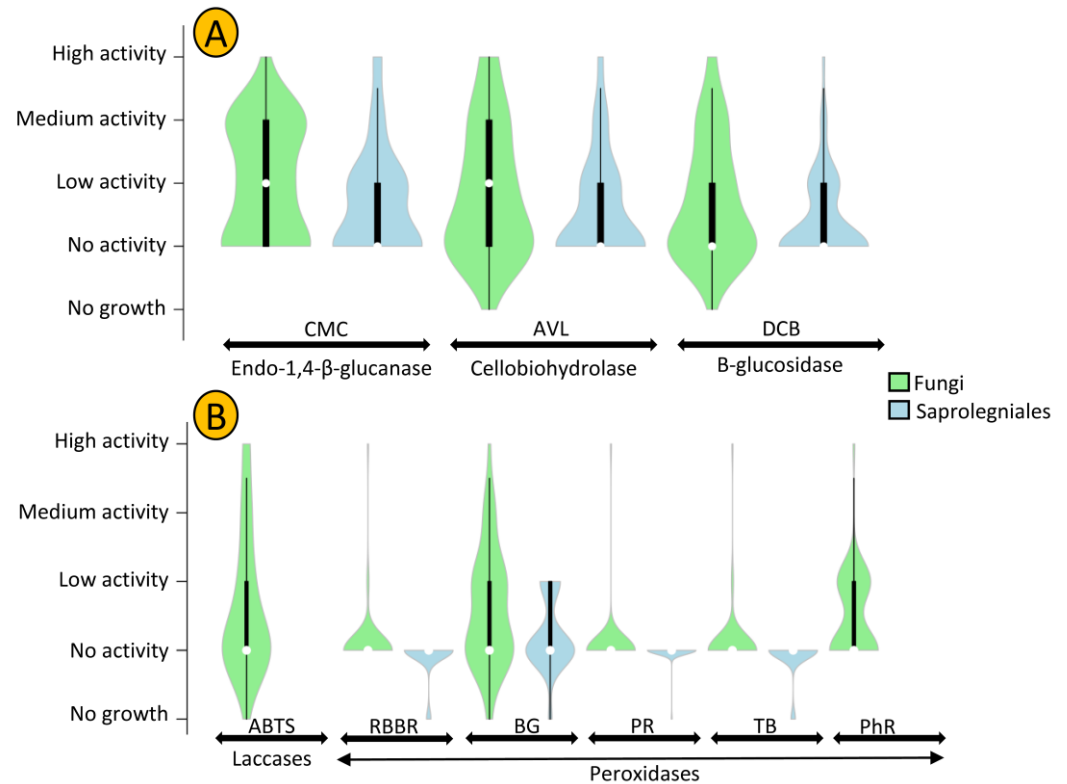 A
High activity
Medium activity
Low activity
No activity
No growth
CMC
AVL
DCB
Endo-1,4-β-glucanase
Cellobiohydrolase
B-glucosidase
Fungi
Saprolegniales
B
High activity
Medium activity
Low activity
No activity
No growth
ABTS
RBBR
BG
PR
TB
PhR
Laccases
Peroxidases